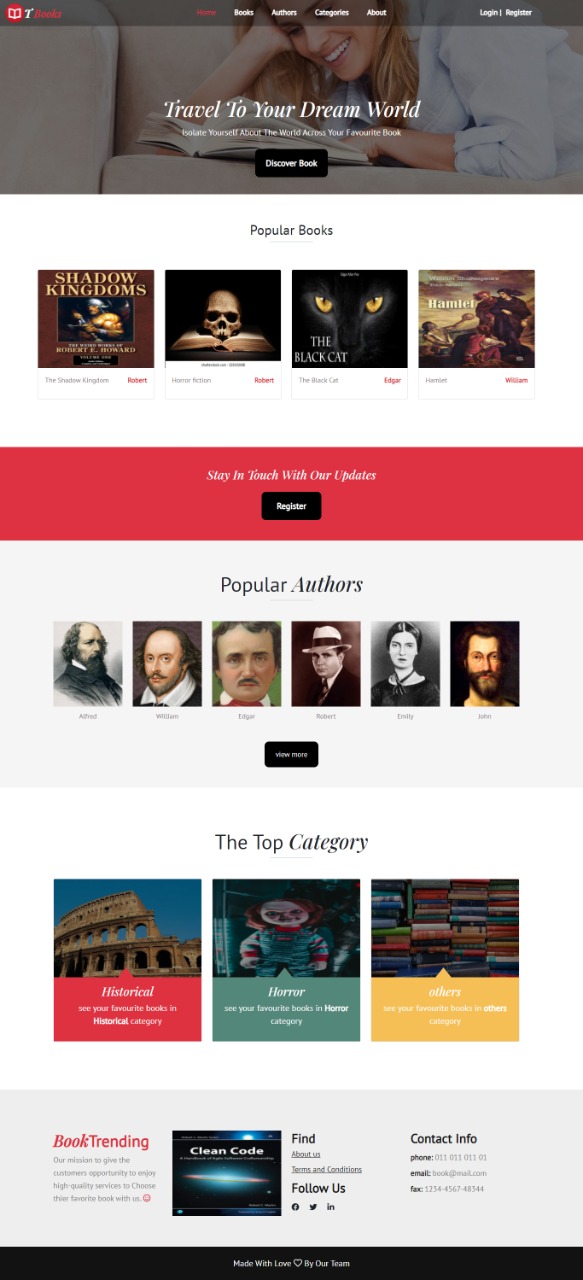 T' Books
Home Books Authors Categories About Login | Register
Travel To Your Dream World
Isolate Yourself About The World Across Your Favourite Book
Discover Book
Popular Books
SHADOW
KINGDOMS
THE WEIRD WORKS OF
ROBERT E. HOWARD
VOLUME ONE
The Shadow Kingdom Robert
Horror fiction Robert
Edgar Allan Poe
THE
BLACK CAT
The Black Cat Edgar
William Shakespeare
Hamlet
Hamlet William
Stay In Touch With Our Updates
Register
Popular Authors
Alfred William Edgar Robert Emily John
view more
The Top Category
Historical
see your favourite books in
Historical category
Horror
see your favourite books in Horror
category
others
see your favourite books in others
category
BookTrending
Our mission to give the
customers opportunity to enjoy
high-quality services to Choose
thier favorite book with us.
Clean Code
A Handbook of Agile Software Craftsmanship
Find
About us
Terms and Conditions
Follow Us
Contact Info
phone: 011 011 011 01
email: book@mail.com
fax: 1234-4567-48344
Made With Love By Our Team